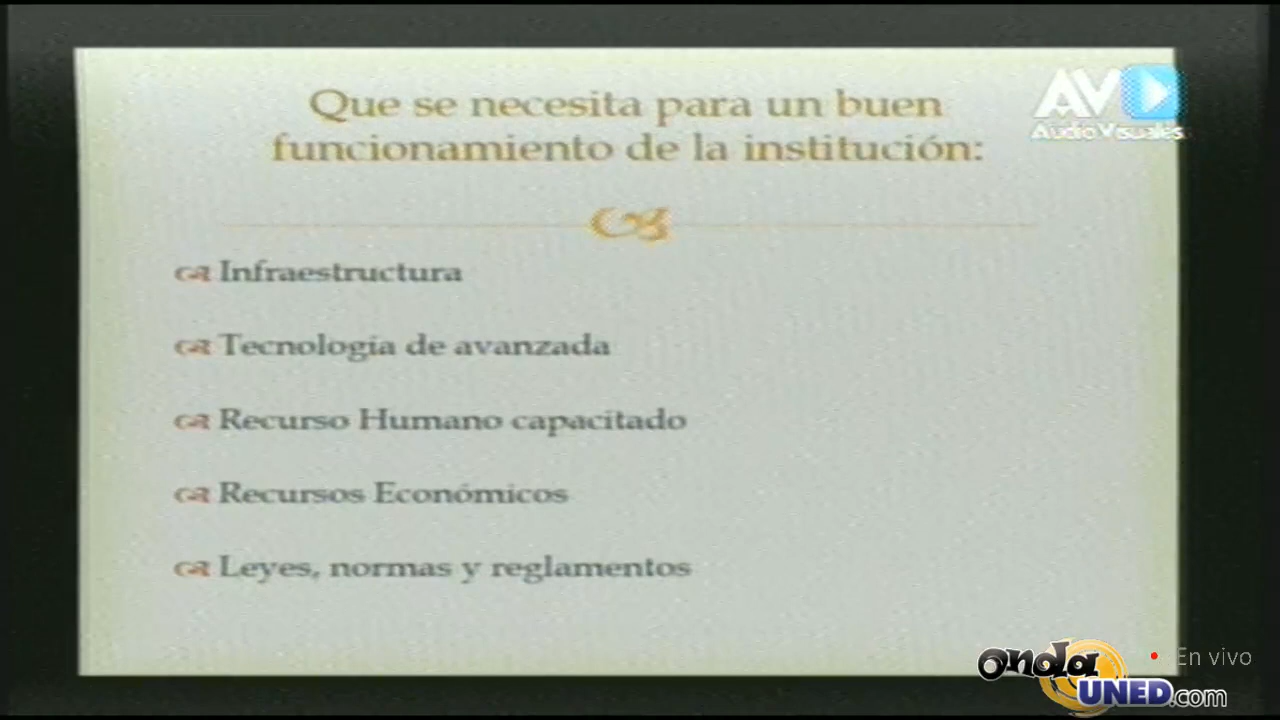 Que se necesita para un buen
funcionamiento de la institución:
AV
Audio Visuales
Infraestructura
Tecnología de avanzada
Recurso Humano capacitado
Recursos Económicos
Leyes, normas y reglamentos
En vivo
onda
UNED.com